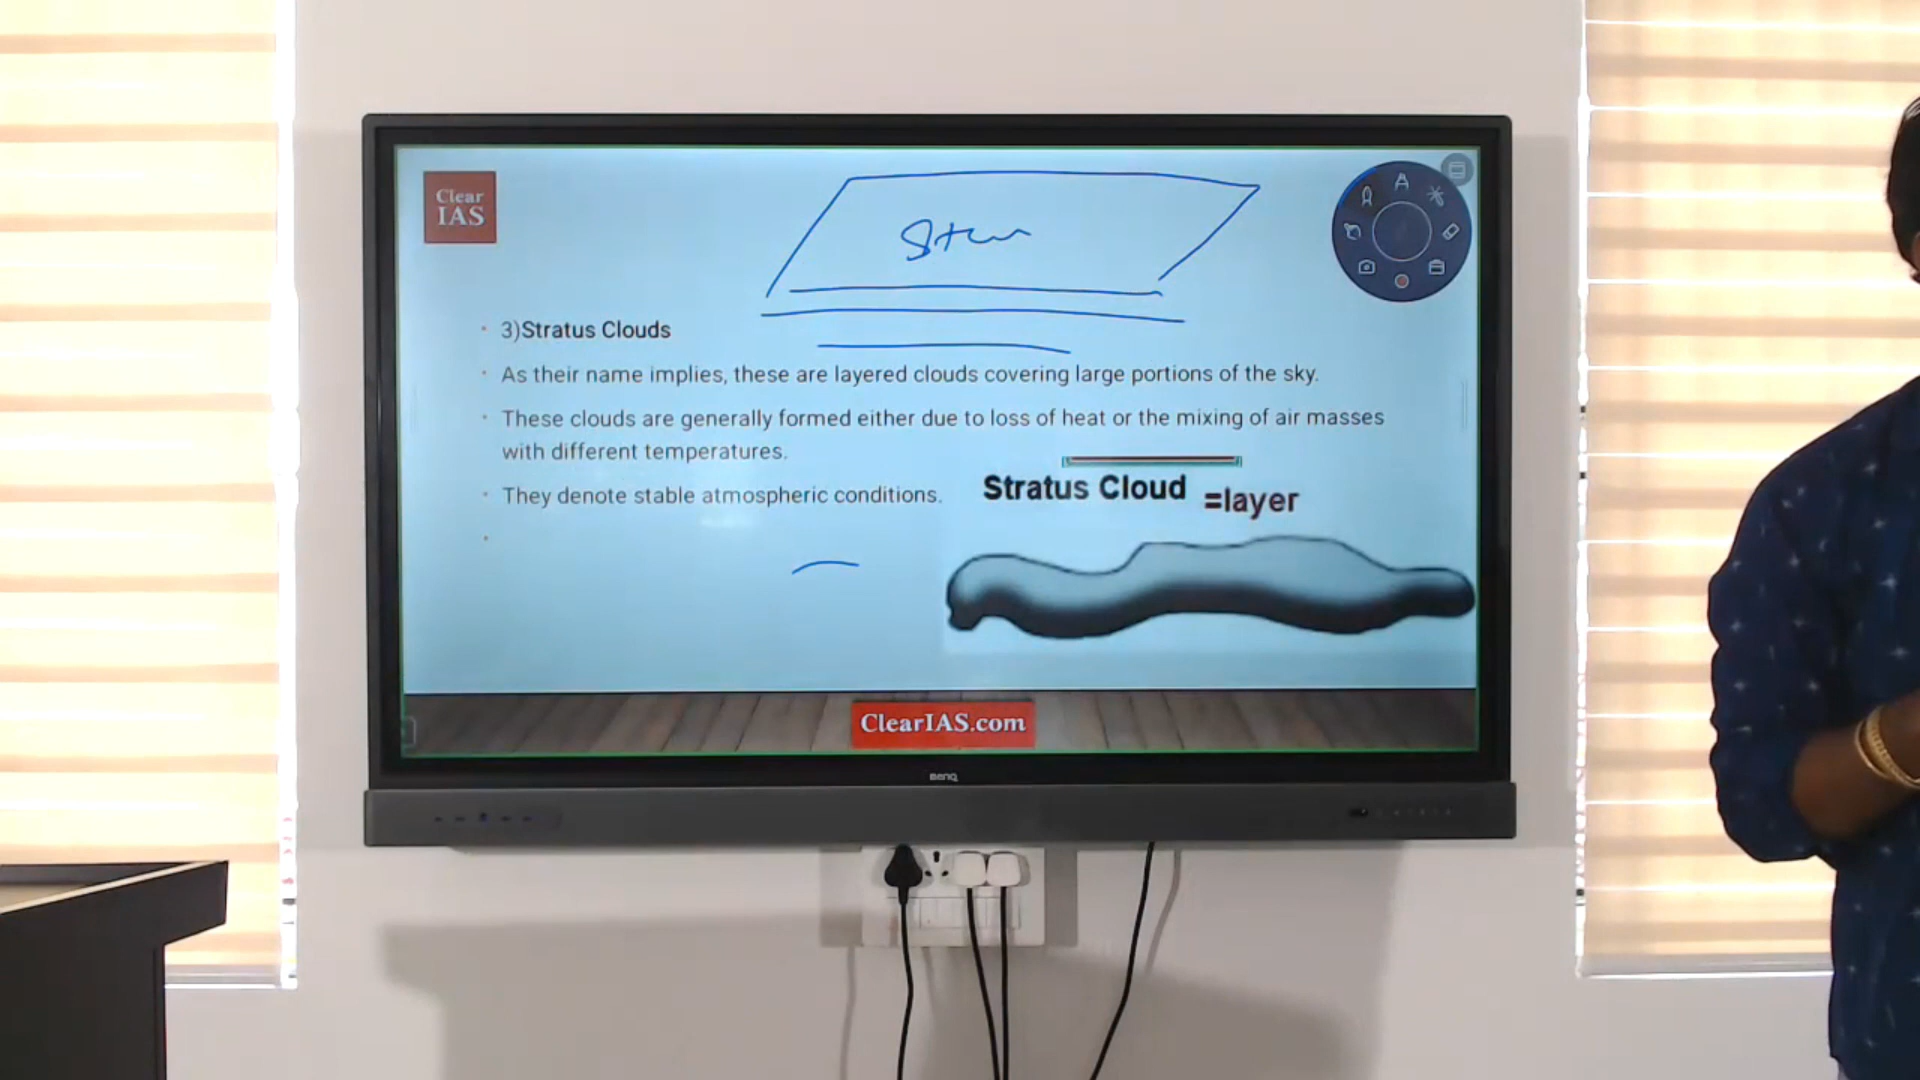 Clear
IAS
3)Stratus Clouds
As their name implies, these are layered clouds covering large portions of the sky.
These clouds are generally formed either due to loss of heat or the mixing of air masses
with different temperatures.
They denote stable atmospheric conditions.
Stratus Cloud =layer
ClearIAS.com
BenQ